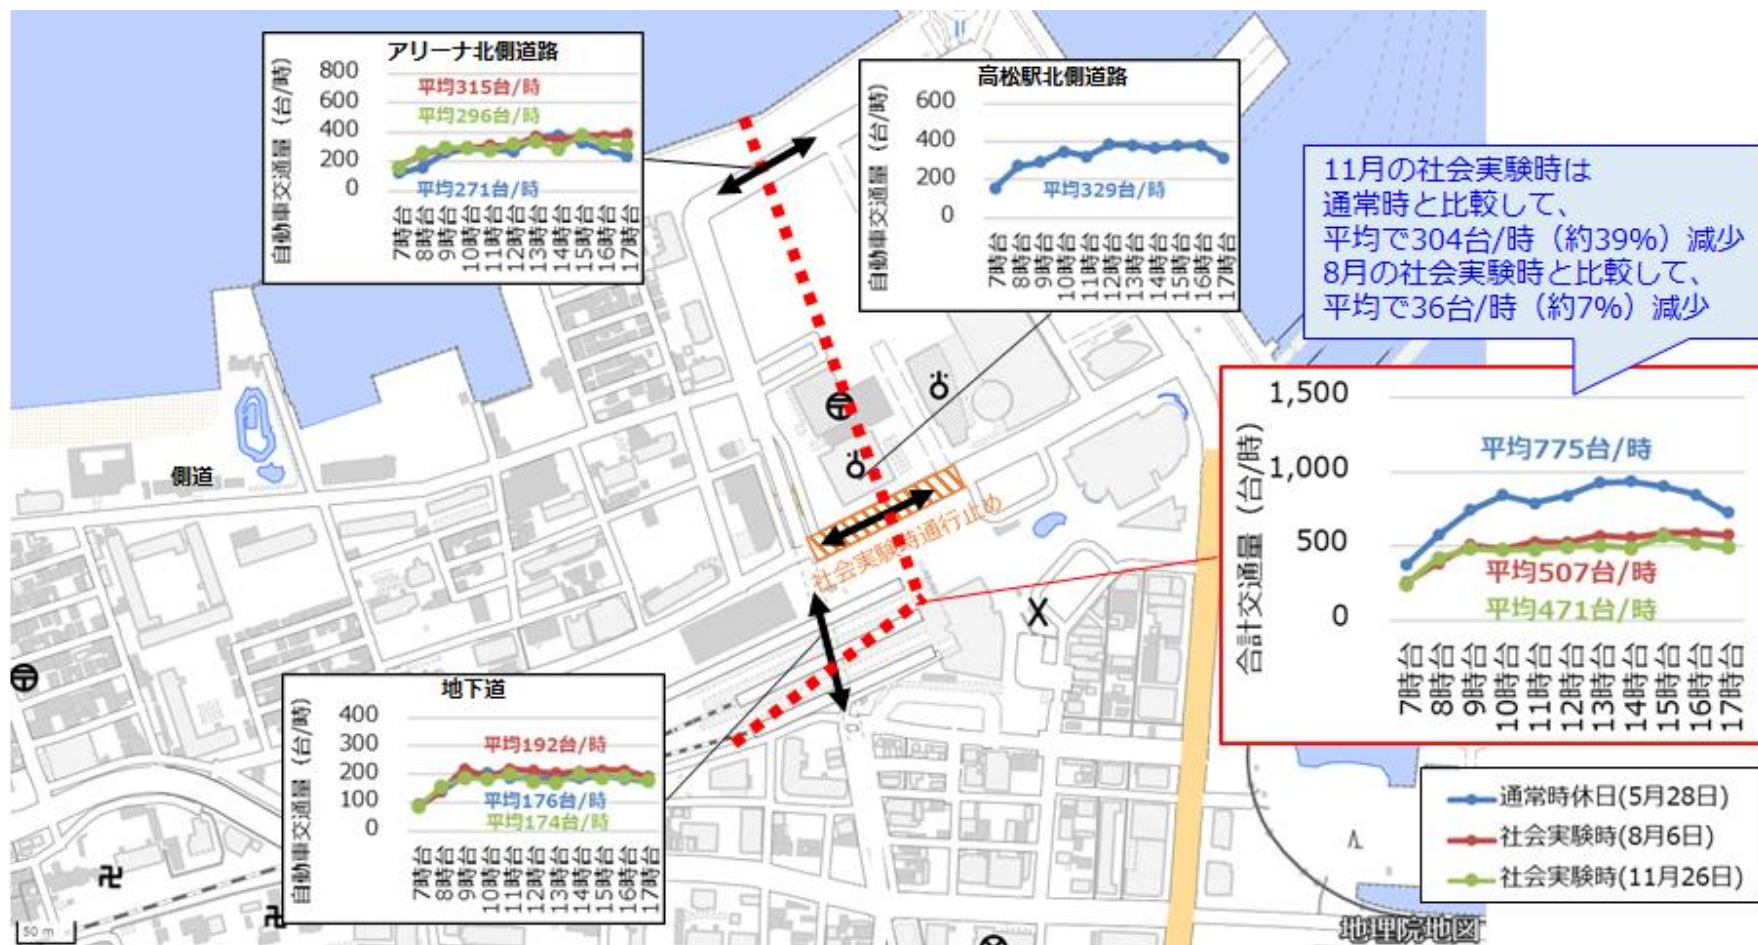 アリーナ北側道路
自動車交通量（台/時）
800
600
400
200
0
平均315台/時
平均296台/時
平均271台/時
7時台
8時台
9時台
10時台
11時台
12時台
13時台
14時台
15時台
16時台
17時台
高松駅北側道路
自動車交通量（台/時）
600
400
200
0
平均329台/時
7時台
8時台
9時台
10時台
11時台
12時台
13時台
14時台
15時台
16時台
17時台
11月の社会実験時は
通常時と比較して、
平均で304台/時（約39%）減少
8月の社会実験時と比較して、
平均で36台/時（約7%）減少
合計交通量（台/時）
1,500
1,000
500
0
平均775台/時
平均507台/時
平均471台/時
7時台
8時台
9時台
10時台
11時台
12時台
13時台
14時台
15時台
16時台
17時台
側道
社会実験時通行止め
地下道
自動車交通量（台/時）
400
300
200
100
0
平均192台/時
平均176台/時
平均174台/時
7時台
8時台
9時台
10時台
11時台
12時台
13時台
14時台
15時台
16時台
17時台
通常時休日(5月28日)
社会実験時(8月6日)
社会実験時(11月26日)
50 m
地理院地図